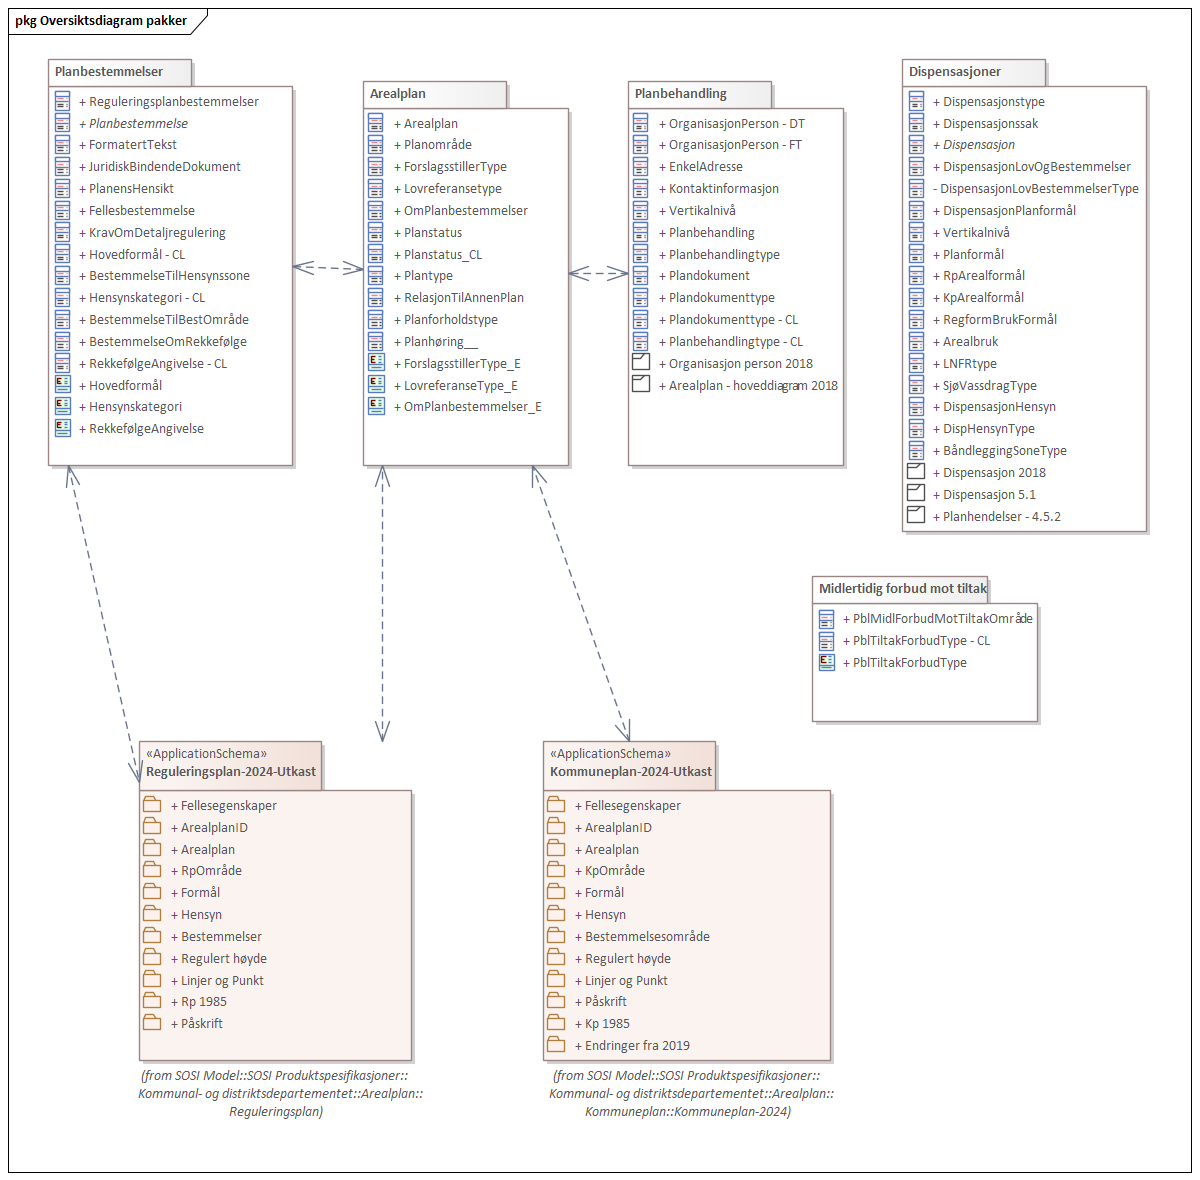 pkg Oversiktsdiagram pakker
Planbestemmelser
+ Reguleringsplanbestemmelser
+ Planbestemmelse
+ FormatertTekst
+ JuridiskBindendeDokument
+ PlanensHensikt
+ Fellesbestemmelse
+ KravOmDetaljregulering
+ Hovedformål - CL
+ BestemmelseTilHensynssone
+ Hensynskategori - CL
+ BestemmelseTilBestOmråde
+ BestemmelseOmRekkefølge
+ RekkefølgeAngivelse - CL
+ Hovedformål
+ Hensynskategori
+ RekkefølgeAngivelse
Arealplan
+ Arealplan
+ Planområde
+ ForslagsstillerType
+ Lovreferansetype
+ OmPlanbestemmelser
+ Planstatus
+ Planstatus_CL
+ Plantype
+ RelasjonTilAnnenPlan
+ Planforholdstype
+ Planhøring__
+ ForslagsstillerType_E
+ LovreferanseType_E
+ OmPlanbestemmelser_E
Planbehandling
+ OrganisasjonPerson - DT
+ OrganisasjonPerson - FT
+ EnkelAdresse
+ Kontaktinformasjon
+ Vertikalnivå
+ Planbehandling
+ Planbehandlingtype
+ Plandokument
+ Plandokumenttype
+ Plandokumenttype - CL
+ Planbehandlingtype - CL
+ Organisasjon person 2018
+ Arealplan - hoveddiagram 2018
Dispensasjoner
+ Dispensasjonstype
+ Dispensasjonssak
+ Dispensasjon
+ DispensasjonLovOgBestemmelser
- DispensasjonLovBestemmelserType
+ DispensasjonPlanformål
+ Vertikalnivå
+ Planformål
+ RpArealformål
+ KpArealformål
+ RegformBrukFormål
+ Arealbruk
+ LNFRtype
+ SjøVassdragType
+ DispensasjonHensyn
+ DispHensynType
+ BåndleggingSoneType
+ Dispensasjon 2018
+ Dispensasjon 5.1
+ Planhendelser - 4.5.2
Midlertidig forbud mot tiltak
+ PblMidlForbudMotTiltakOmråde
+ PblTiltakForbudType - CL
+ PblTiltakForbudType
«ApplicationSchema»
Reguleringsplan-2024-Utkast
+ Fellesegenskaper
+ ArealplanID
+ Arealplan
+ RpOmråde
+ Formål
+ Hensyn
+ Bestemmelser
+ Regulert høyde
+ Linjer og Punkt
+ Rp 1985
+ Påskrift
(from SOSI Model::SOSI Produktspesifikasjoner::
Kommunal- og distriktsdepartementet::Arealplan::
Reguleringsplan)
«ApplicationSchema»
Kommuneplan-2024-Utkast
+ Fellesegenskaper
+ ArealplanID
+ Arealplan
+ KpOmråde
+ Formål
+ Hensyn
+ Bestemmelsesområde
+ Regulert høyde
+ Linjer og Punkt
+ Påskrift
+ Kp 1985
+ Endringer fra 2019
(from SOSI Model::SOSI Produktspesifikasjoner::
Kommunal- og distriktsdepartementet::Arealplan::
Kommuneplan::Kommuneplan-2024)